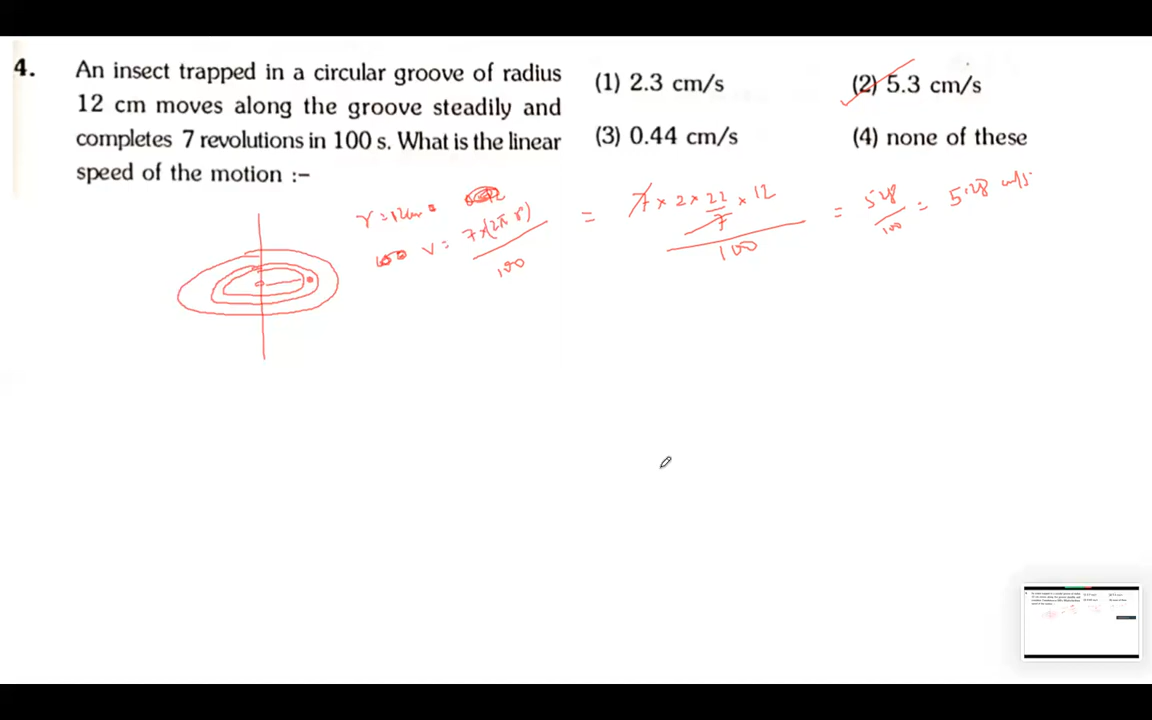 4. An insect trapped in a circular groove of radius
12 cm moves along the groove steadily and
completes 7 revolutions in 100 s. What is the linear
speed of the motion :-
(1) 2.3 cm/s (2) 5.3 cm/s
(3) 0.44 cm/s (4) none of these
r = 12cm
v = 7×(2πr)/100 = 7 × 2 × 22/7 × 12/100 = 528/100 = 5.28 cm/s